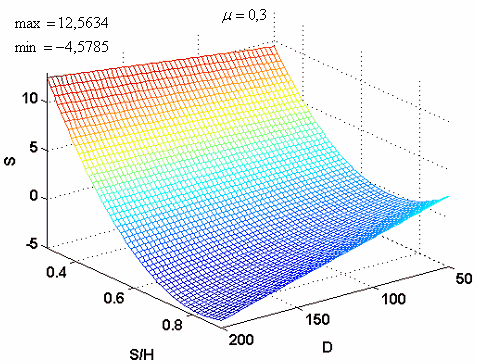 max = 12,5634
μ = 0,3
min = −4,5785
10
5
0
-5
S
0.4
0.6
0.8
S/H
200
150
100
50
D